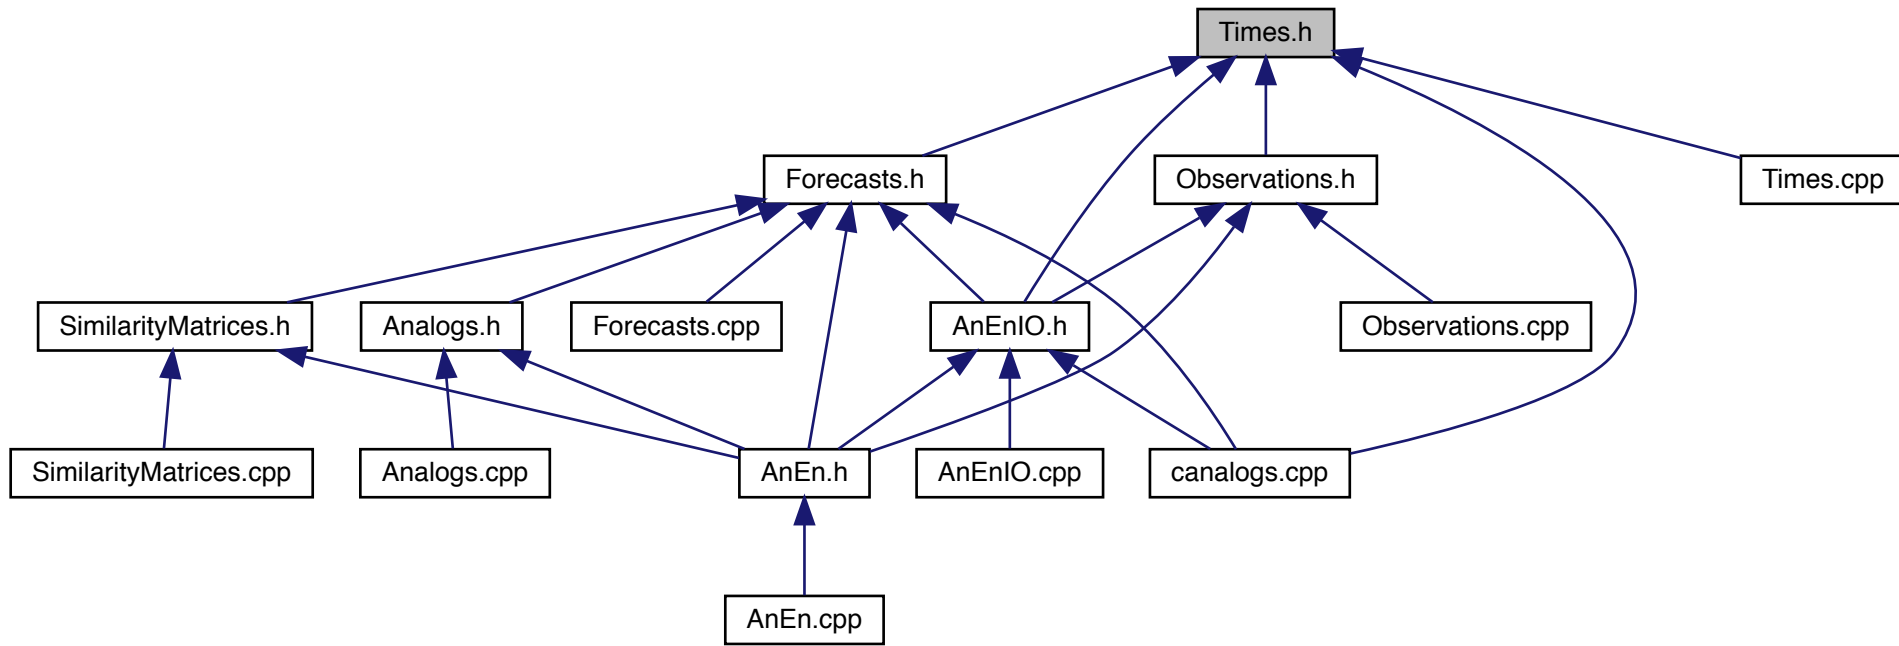 Times.h
Forecasts.h
Observations.h
Times.cpp
SimilarityMatrices.h
Analogs.h
Forecasts.cpp
AnEnIO.h
Observations.cpp
SimilarityMatrices.cpp
Analogs.cpp
AnEn.h
AnEnIO.cpp
canalogs.cpp
AnEn.cpp